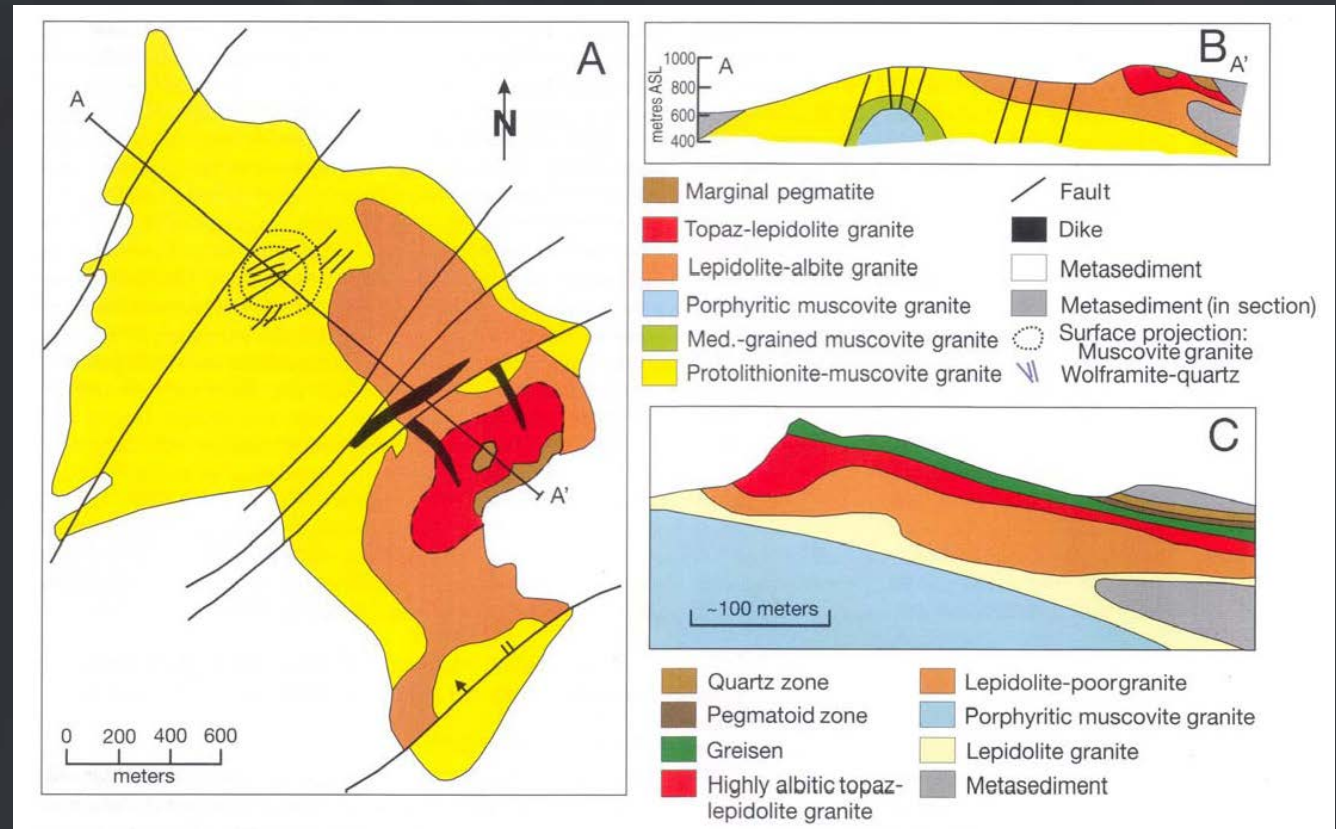 A
A
N
A'
0 200 400 600
meters
B
1000
800
600
400
metres ASL
A
A'
Marginal pegmatite
Topaz-lepidolite granite
Lepidolite-albite granite
Porphyritic muscovite granite
Med.-grained muscovite granite
Protolithionite-muscovite granite
Fault
Dike
Metasediment
Metasediment (in section)
Surface projection:
Muscovite granite
Wolframite-quartz
C
~100 meters
Quartz zone
Pegmatoid zone
Greisen
Highly albitic topaz-
lepidolite granite
Lepidolite-poorgranite
Porphyritic muscovite granite
Lepidolite granite
Metasediment